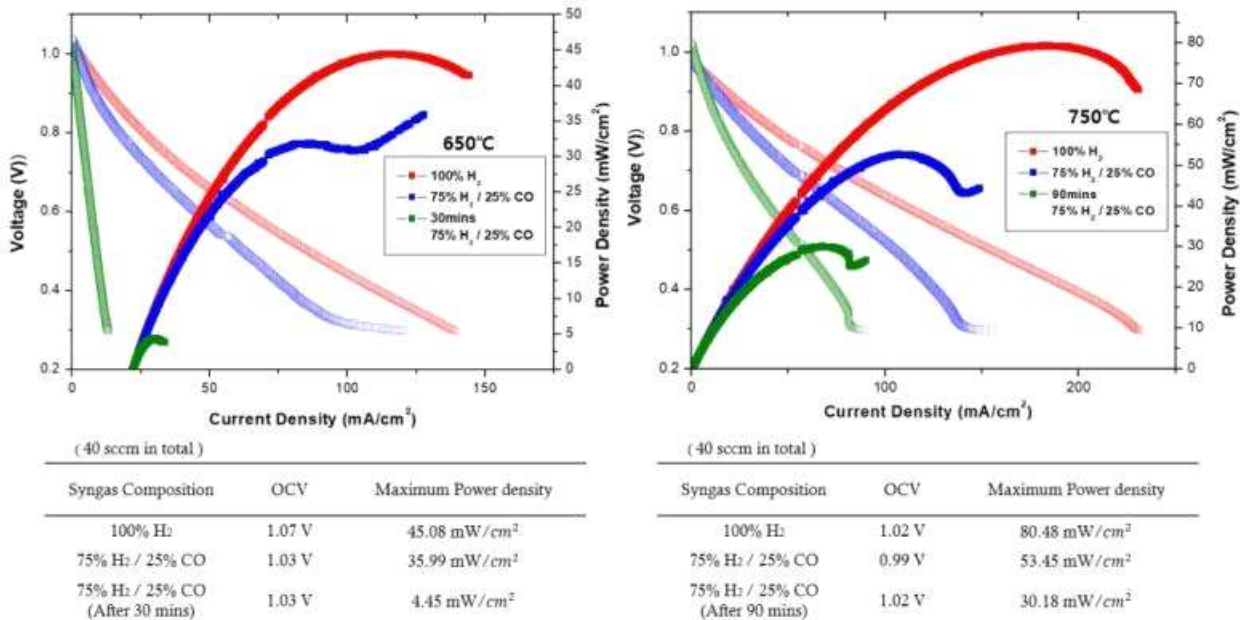 Voltage (V))
1.0
0.8
0.6
0.4
0.2
0
50
100
150
Current Density (mA/cm²)
50
45
40
35
30
25
20
15
10
5
0
Power Density (mW/cm²)
650℃
100% H₂
75% H₂ / 25% CO
30mins
75% H₂ / 25% CO
( 40 sccm in total )
Syngas Composition OCV Maximum Power density
100% H₂ 1.07 V 45.08 mW/cm²
75% H₂ / 25% CO 1.03 V 35.99 mW/cm²
75% H₂ / 25% CO
(After 30 mins) 1.03 V 4.45 mW/cm²
Voltage (V))
1.0
0.8
0.6
0.4
0.2
0
100
200
Current Density (mA/cm²)
80
70
60
50
40
30
20
10
0
Power Density (mW/cm²)
750℃
100% H₂
75% H₂ / 25% CO
90mins
75% H₂ / 25% CO
( 40 sccm in total )
Syngas Composition OCV Maximum Power density
100% H₂ 1.02 V 80.48 mW/cm²
75% H₂ / 25% CO 0.99 V 53.45 mW/cm²
75% H₂ / 25% CO
(After 90 mins) 1.02 V 30.18 mW/cm²